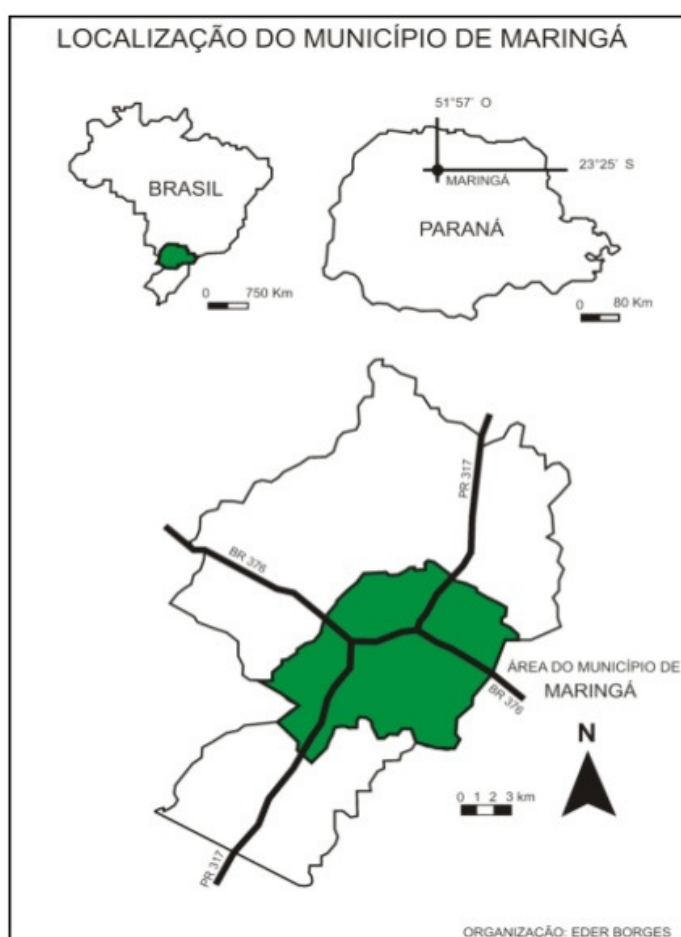 LOCALIZAÇÃO DO MUNICÍPIO DE MARINGÁ
51°57´ O
23°25´ S
MARINGÁ
BRASIL
PARANÁ
0 750 Km
0 80 Km
PR 317
BR 376
ÁREA DO MUNICÍPIO DE
MARINGÁ
BR 376
N
0 1 2 3 km
PR 317
ORGANIZAÇÃO: EDER BORGES